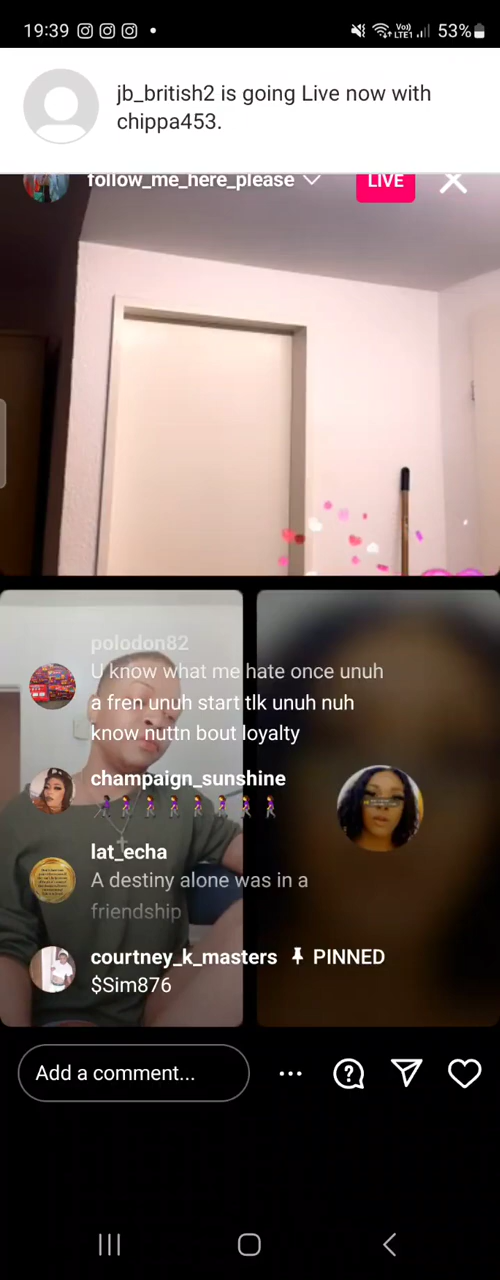 19:39
Vo))
LTE1
53%
jb_british2 is going Live now with
chippa453.
follow_me_here_please
LIVE
polodon82
U know what me hate once unuh
a fren unuh start tlk unuh nuh
know nuttn bout loyalty
champaign_sunshine
lat_echa
A destiny alone was in a
friendship
courtney_k_masters PINNED
$Sim876
Add a comment...